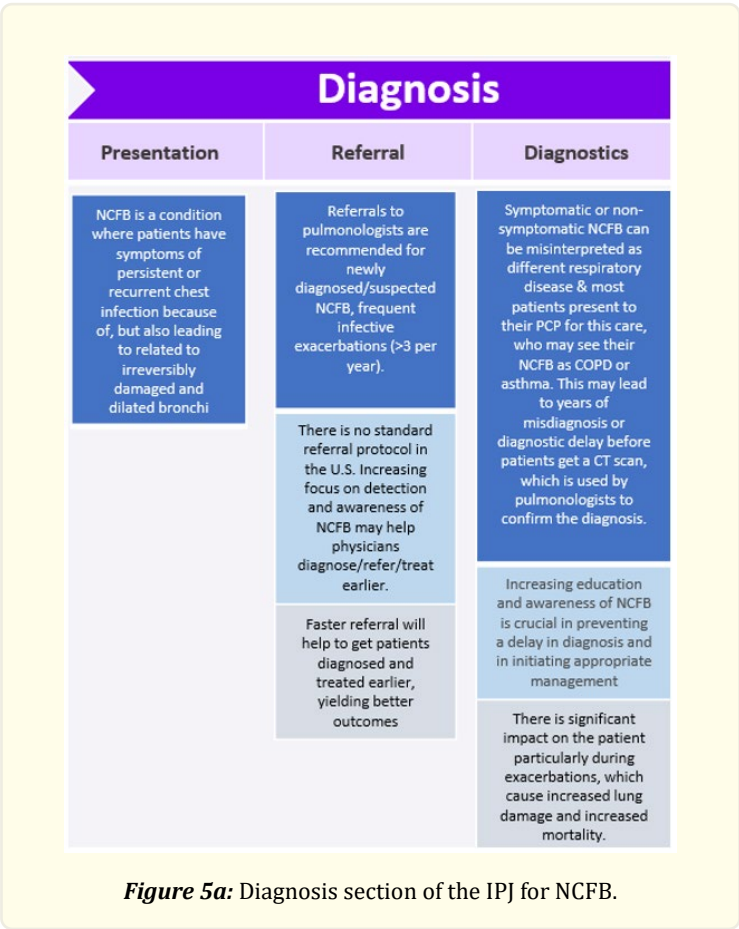 Diagnosis
Presentation
Referral
Diagnostics
NCFB is a condition
where patients have
symptoms of
persistent or
recurrent chest
infection because
of, but also leading
to related to
irreversibly
damaged and
dilated bronchi
Referrals to
pulmonologists are
recommended for
newly
diagnosed/suspected
NCFB, frequent
infective
exacerbations (>3 per
year).
There is no standard
referral protocol in
the U.S. Increasing
focus on detection
and awareness of
NCFB may help
physicians
diagnose/refer/treat
earlier.
Faster referral will
help to get patients
diagnosed and
treated earlier,
yielding better
outcomes
Symptomatic or non-
symptomatic NCFB can
be misinterpreted as
different respiratory
disease & most
patients present to
their PCP for this care,
who may see their
NCFB as COPD or
asthma. This may lead
to years of
misdiagnosis or
diagnostic delay before
patients get a CT scan,
which is used by
pulmonologists to
confirm the diagnosis.
Increasing education
and awareness of NCFB
is crucial in preventing
a delay in diagnosis and
in initiating appropriate
management
There is significant
impact on the patient
particularly during
exacerbations, which
cause increased lung
damage and increased
mortality.
Figure 5a: Diagnosis section of the IPJ for NCFB.